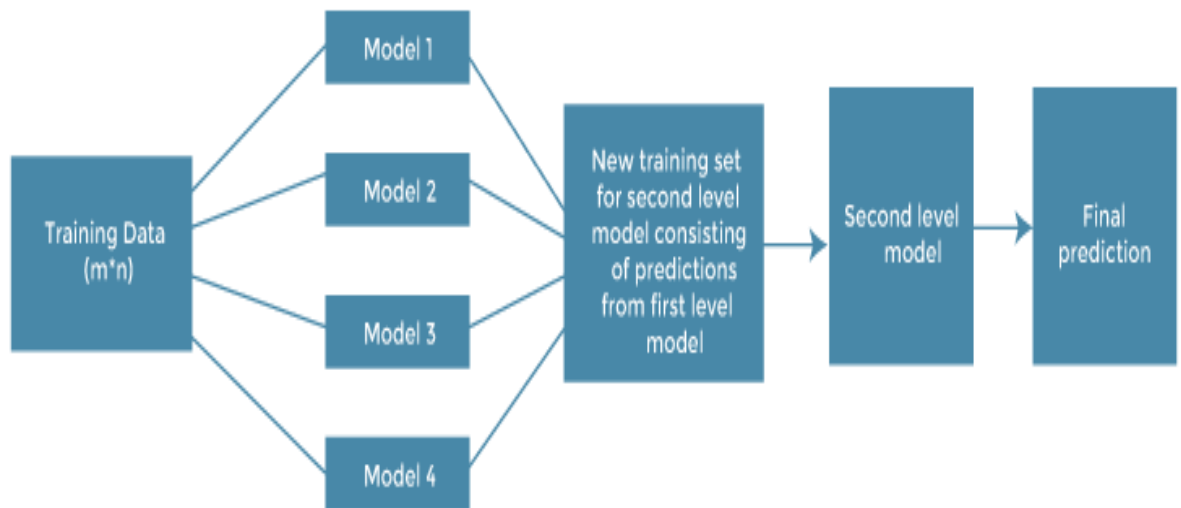 Training Data
(m*n)
Model 1
Model 2
Model 3
Model 4
New training set
for second level
model consisting
of predictions
from first level
model
Second level
model
Final
prediction